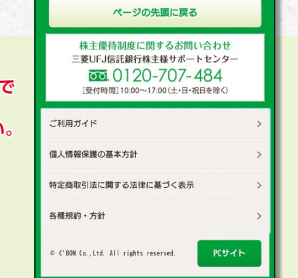 ページの先頭に戻る
株主優待制度に関するお問い合わせ
三菱UFJ信託銀行株主様サポートセンター
0120-707-484
[受付時間]10:00〜17:00(土・日・祝日を除く)
で
い。
ご利用ガイド
個人情報保護の基本方針
特定商取引法に関する法律に基づく表示
各種規約・方針
© C'BON Co.,Ltd. All rights reserved.
PCサイト